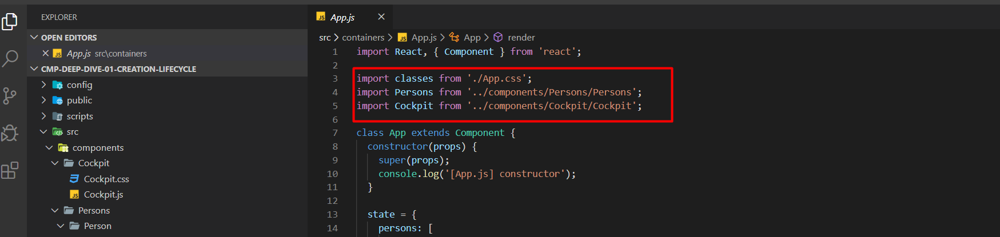 EXPLORER
OPEN EDITORS
App.js src\containers
CMP-DEEP-DIVE-01-CREATION-LIFECYCLE
config
public
scripts
src
components
Cockpit
Cockpit.css
Cockpit.js
Persons
Person
App.js
src > containers > App.js > App > render
1 import React, { Component } from 'react';
2
3 import classes from './App.css';
4 import Persons from '../components/Persons/Persons';
5 import Cockpit from '../components/Cockpit/Cockpit';
6
7 class App extends Component {
8 constructor(props) {
9 super(props);
10 console.log('[App.js] constructor');
11 }
12
13 state = {
14 persons: [